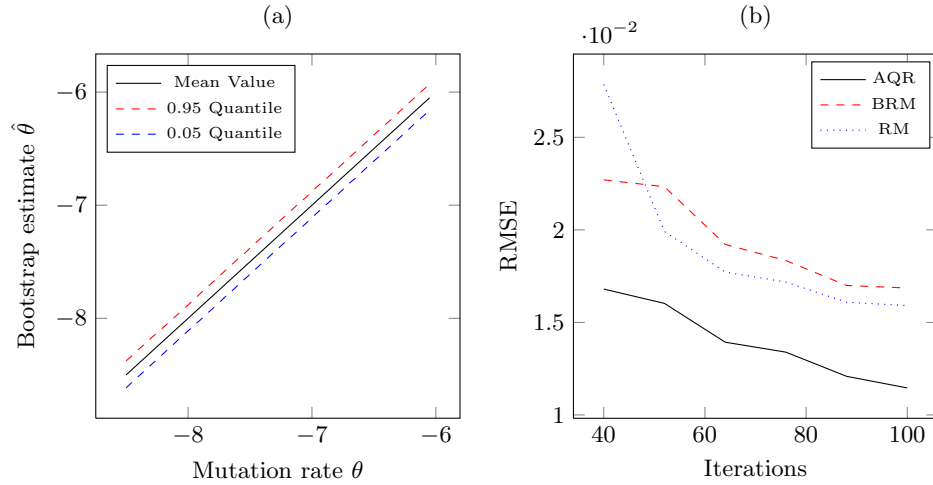 (a)
Mean Value
0.95 Quantile
0.05 Quantile
−6
−7
−8
Bootstrap estimate θ̂
−8 −7 −6
Mutation rate θ
(b)
·10−2
AQR
BRM
RM
2.5
2
1.5
1
RMSE
40 60 80 100
Iterations